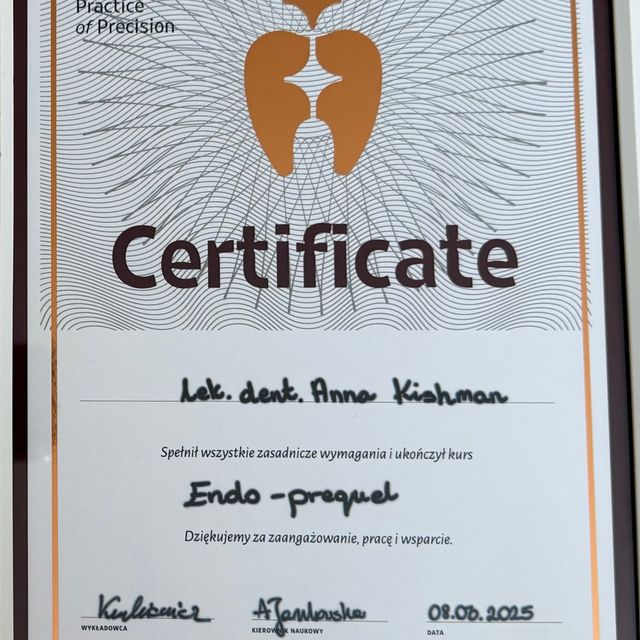 Practice
of Precision
Certificate
lek. dent. Anna Kishman
Spełnił wszystkie zasadnicze wymagania i ukończył kurs
Endo-prequel
Dziękujemy za zaangażowanie, pracę i wsparcie.
08.03.2025
WYKŁADOWCA KIEROWNIK NAUKOWY DATA